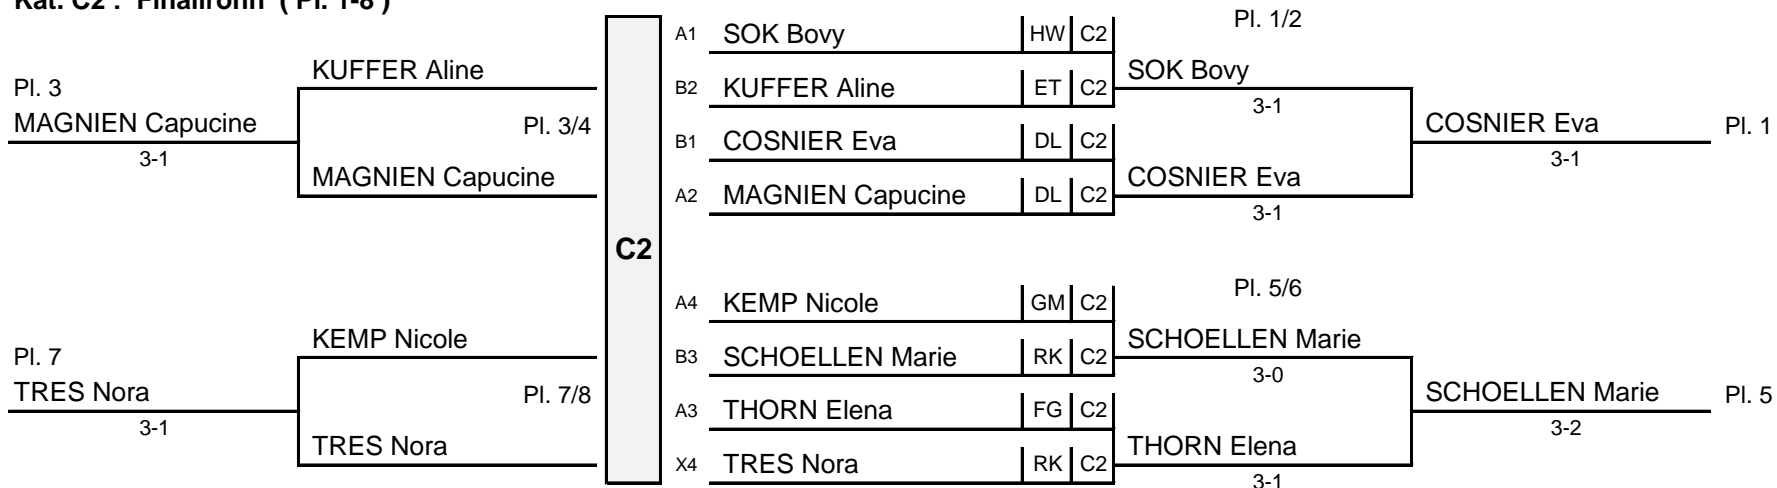 Kat. C2 : Finallronn ( Pl. 1-8 )
Pl. 1/2
A1 SOK Bovy HW C2
KUFFER Aline
SOK Bovy
Pl. 3
B2 KUFFER Aline ET C2
3-1
MAGNIEN Capucine
Pl. 3/4
COSNIER Eva
Pl. 1
B1 COSNIER Eva DL C2
3-1
3-1
MAGNIEN Capucine
COSNIER Eva
A2 MAGNIEN Capucine DL C2
3-1
C2
Pl. 5/6
A4 KEMP Nicole GM C2
KEMP Nicole
SCHOELLEN Marie
Pl. 7
B3 SCHOELLEN Marie RK C2
3-0
TRES Nora
Pl. 7/8
SCHOELLEN Marie
Pl. 5
A3 THORN Elena FG C2
3-1
3-2
TRES Nora
THORN Elena
X4 TRES Nora RK C2
3-1